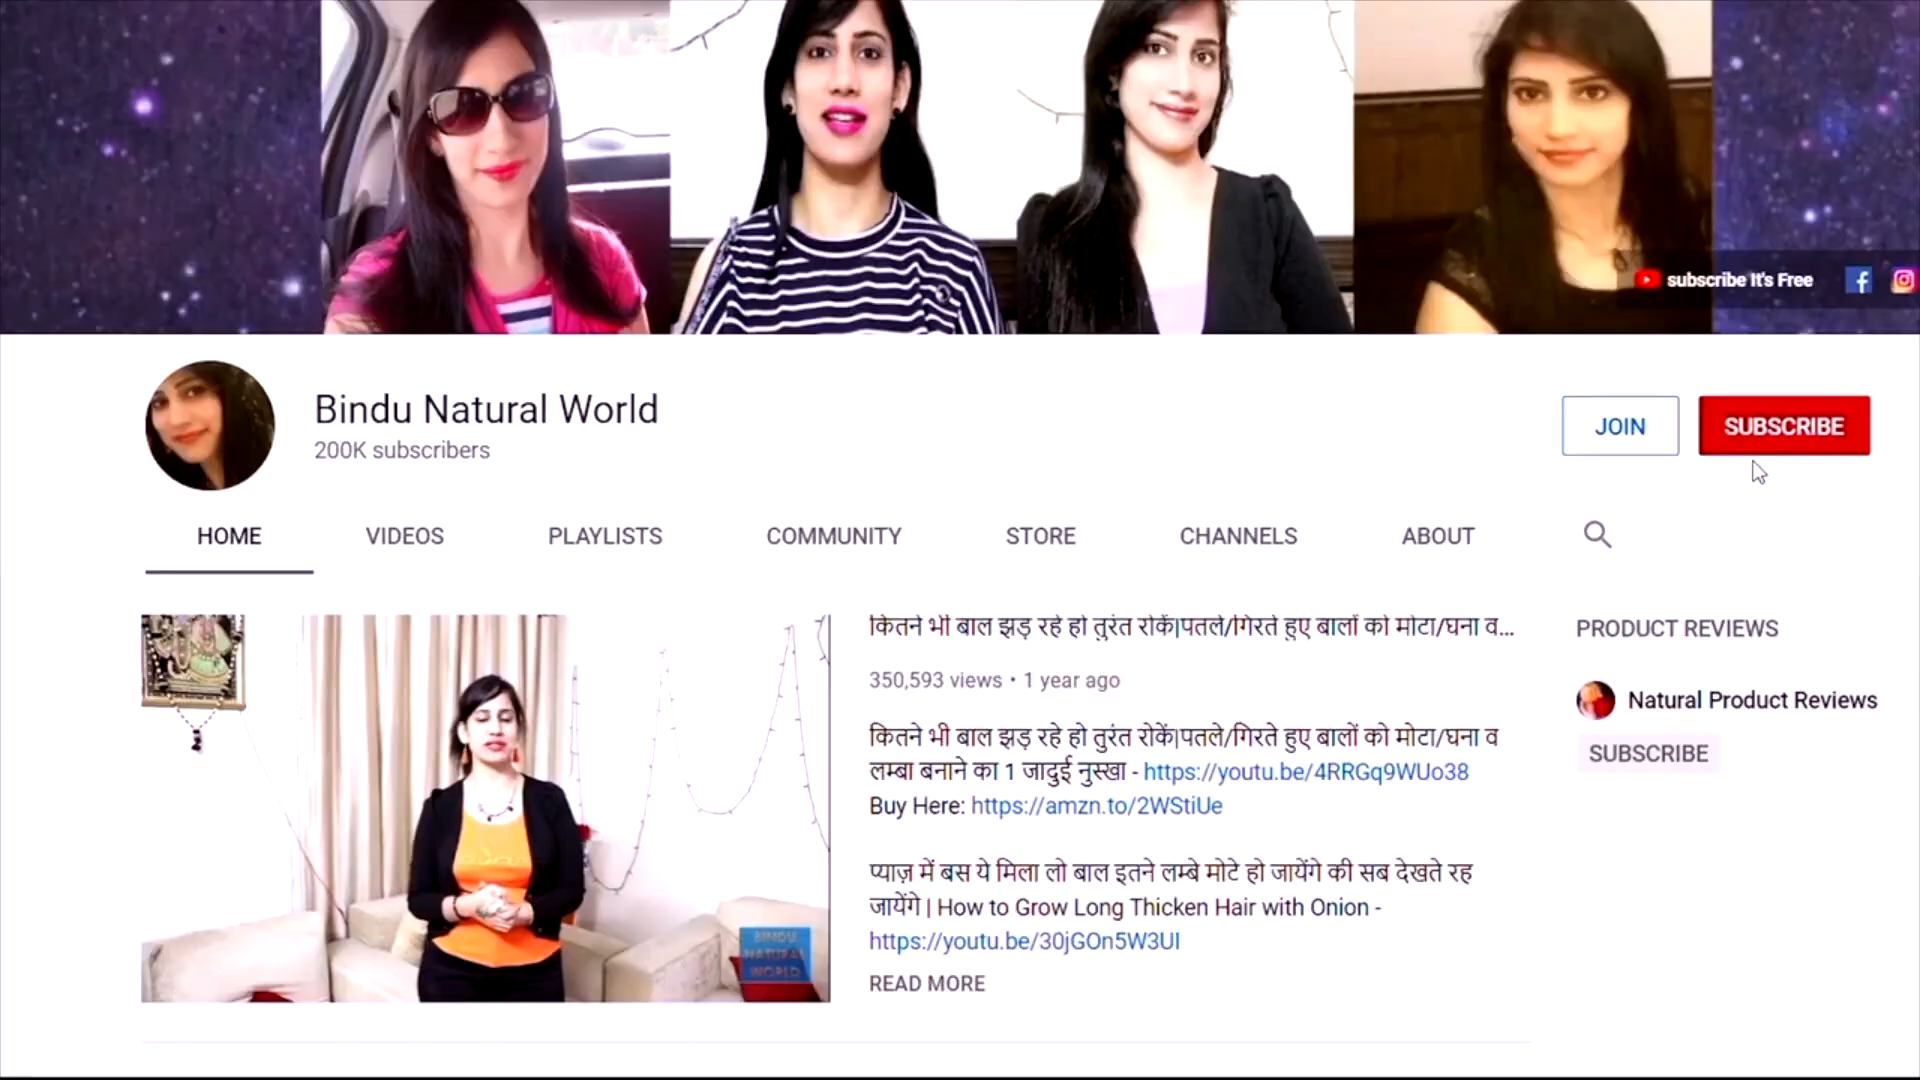 subscribe It's Free
Bindu Natural World
200K subscribers
JOIN
SUBSCRIBE
HOME
VIDEOS
PLAYLISTS
COMMUNITY
STORE
CHANNELS
ABOUT
कितने भी बाल झड़ रहे हो तुरंत रोकें|पतले/गिरते हुए बालों को मोटा/घना व...
350,593 views • 1 year ago
कितने भी बाल झड़ रहे हो तुरंत रोकें|पतले/गिरते हुए बालों को मोटा/घना व
लम्बा बनाने का 1 जादुई नुस्खा - https://youtu.be/4RRGq9WUo38
Buy Here: https://amzn.to/2WStiUe
प्याज़ में बस ये मिला लो बाल इतने लम्बे मोटे हो जायेंगे की सब देखते रह
जायेंगे | How to Grow Long Thicken Hair with Onion -
https://youtu.be/30jGOn5W3UI
READ MORE
BINDU
NATURAL
WORLD
PRODUCT REVIEWS
Natural Product Reviews
SUBSCRIBE